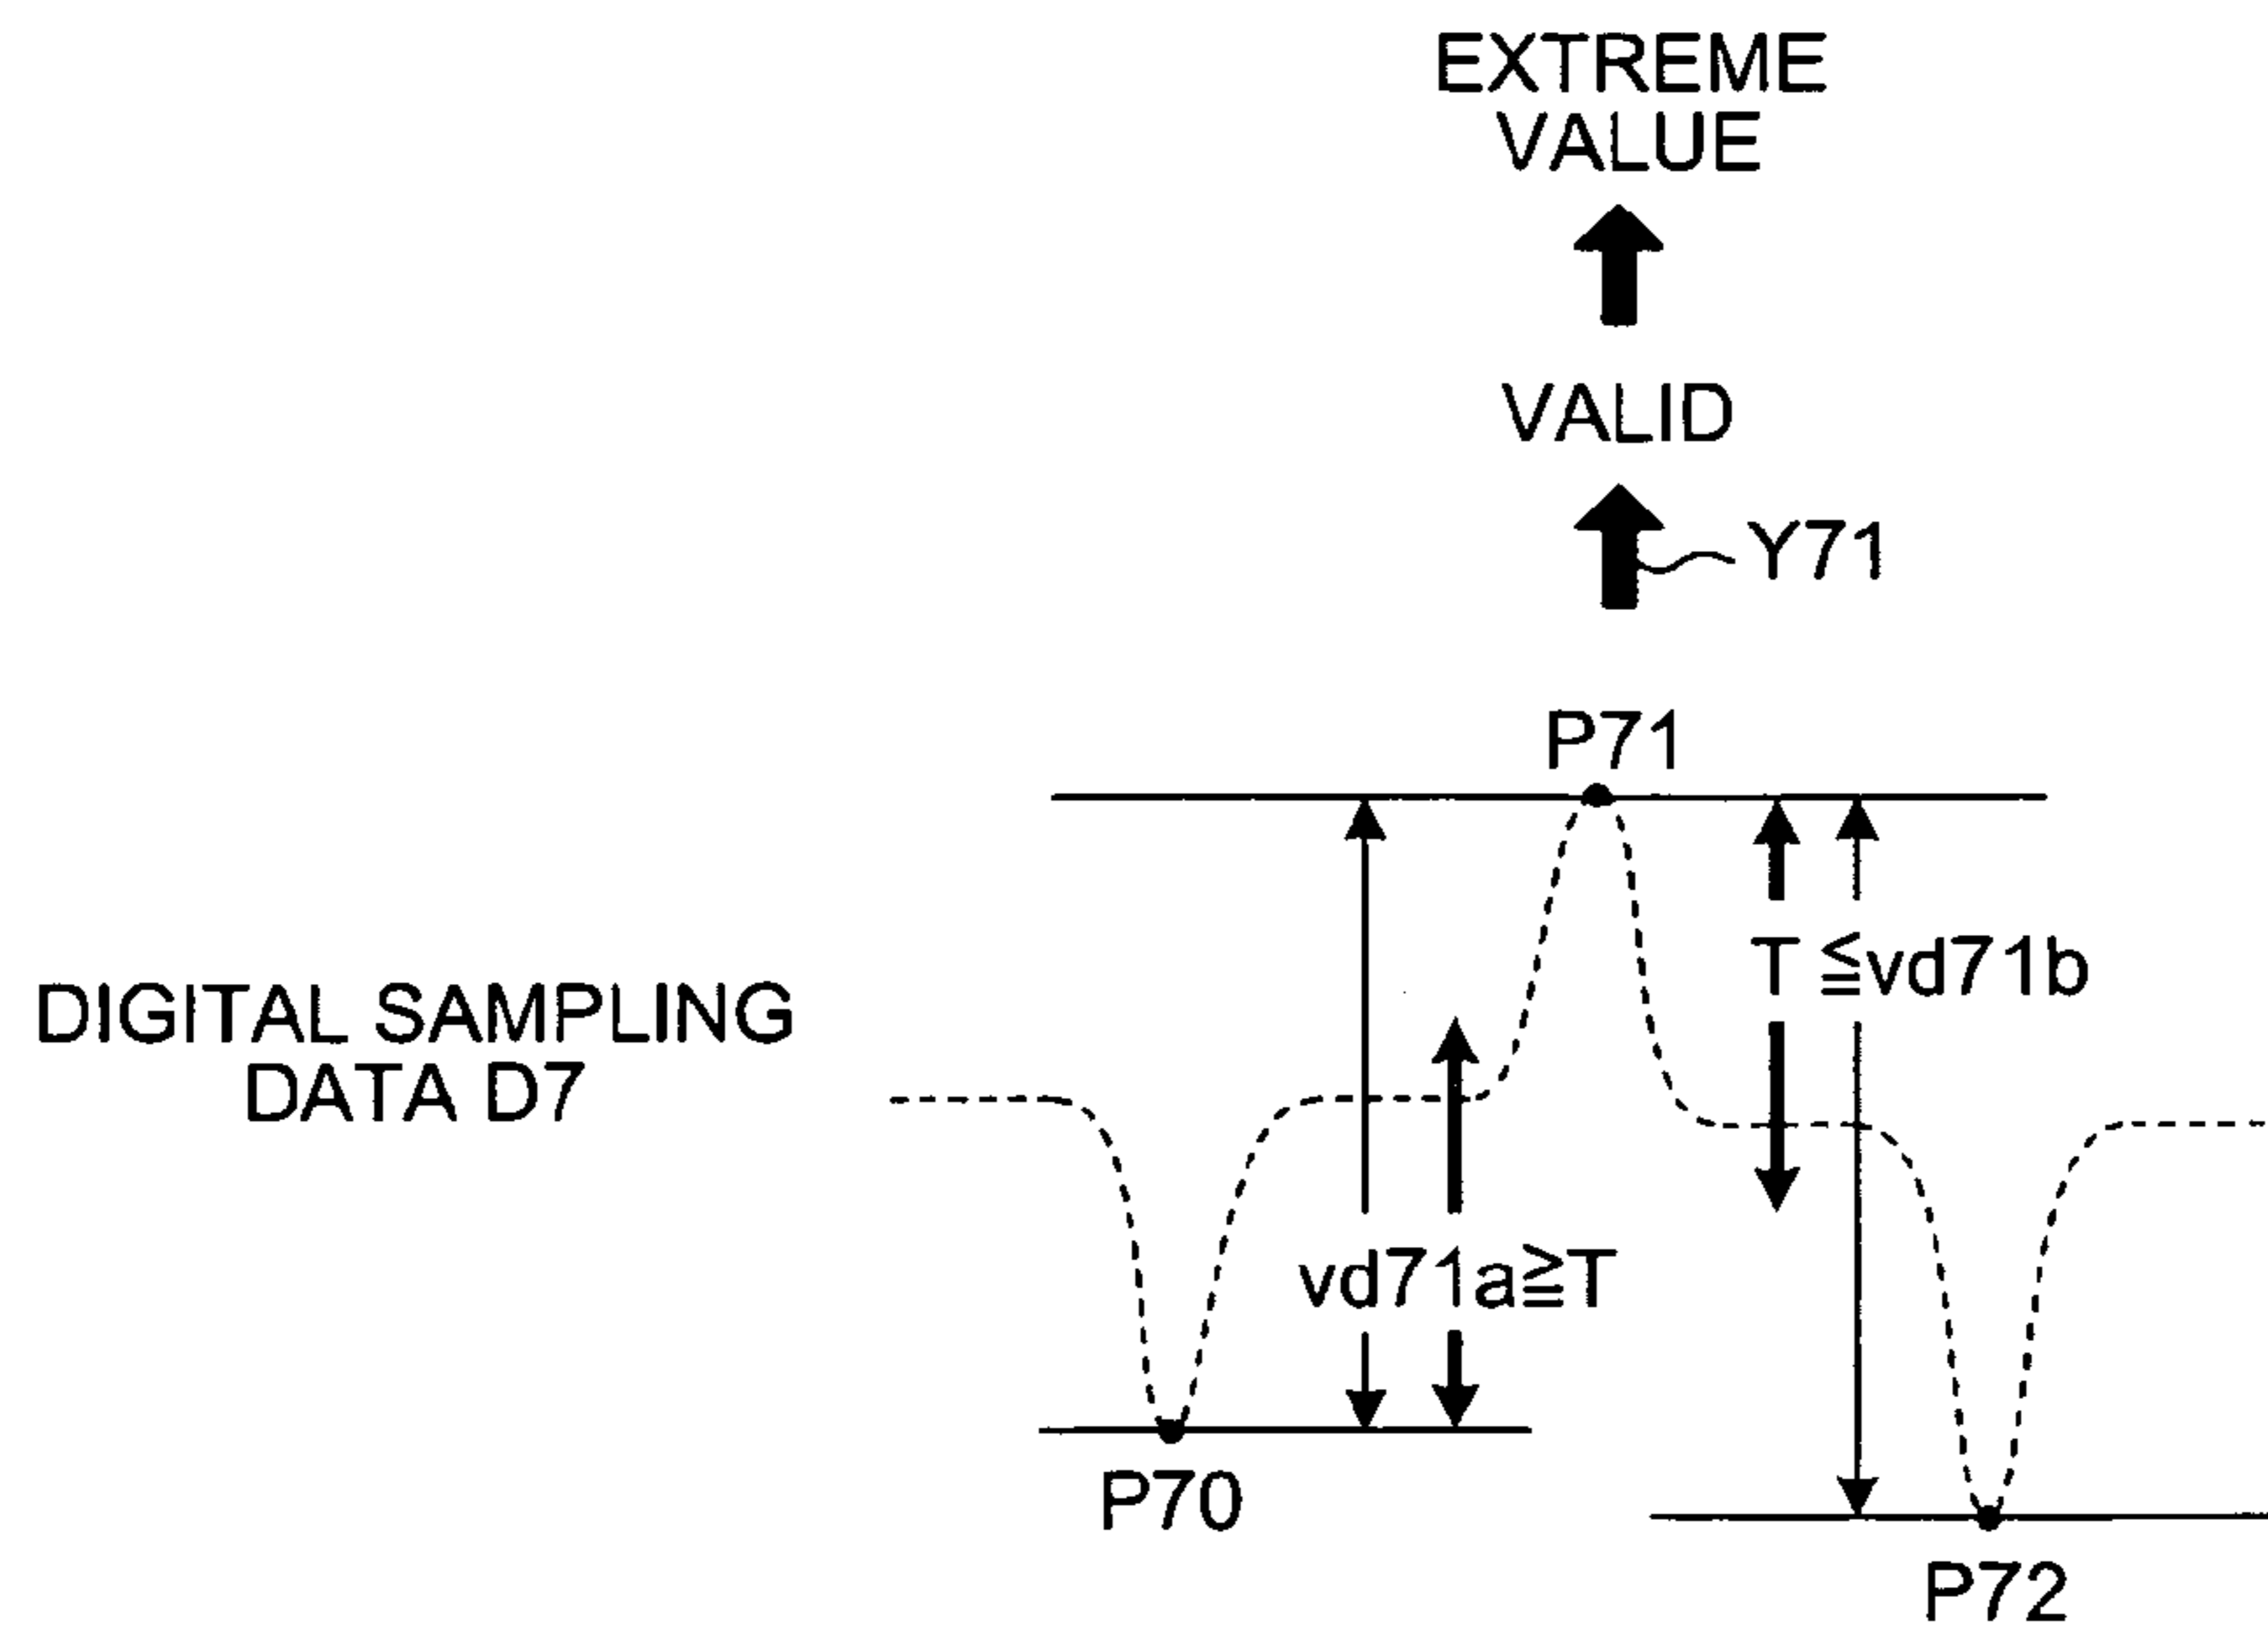 EXTREME
VALUE
VALID
Y71
P71
T ≦vd71b
DIGITAL SAMPLING
DATA D7
vd71a≧T
P70
P72